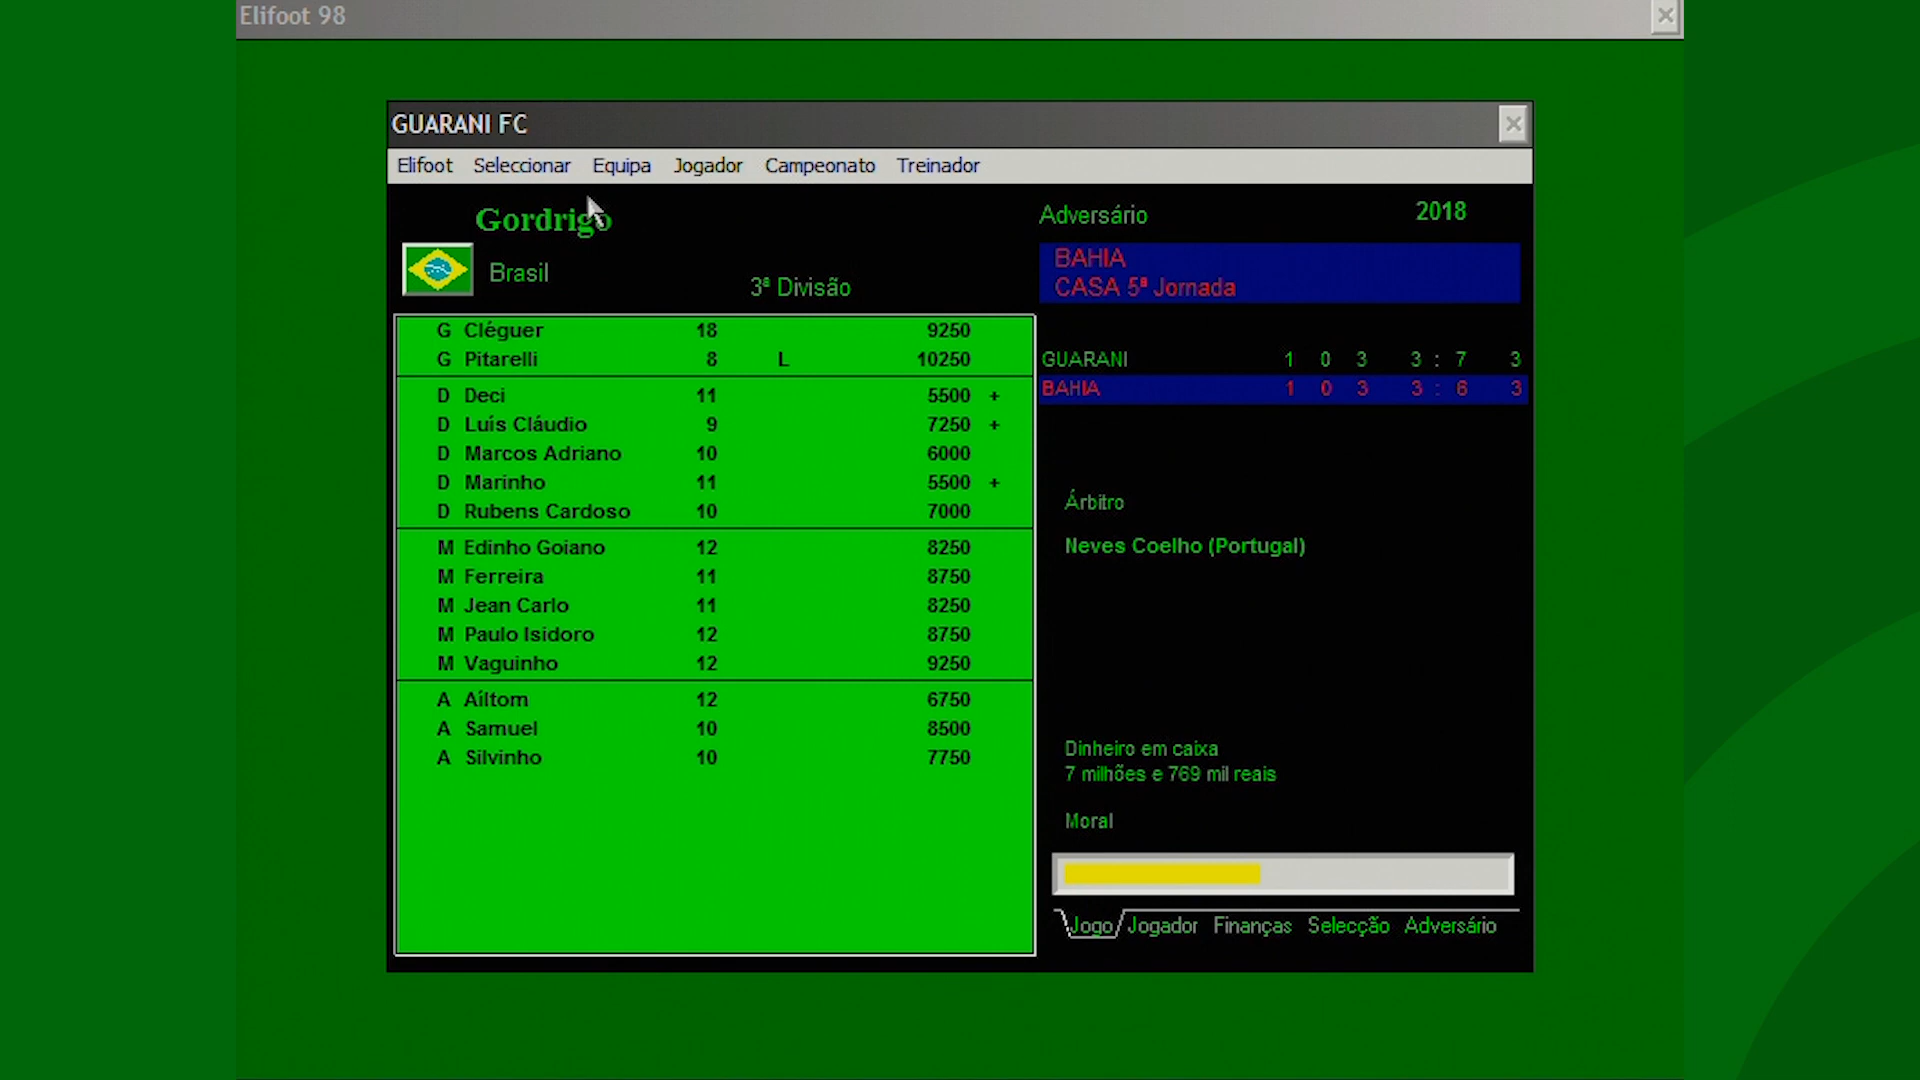 Elifoot 98
GUARANI FC
Elifoot Seleccionar Equipa Jogador Campeonato Treinador
Gordrigo
Brasil
3ª Divisão
Adversário 2018
BAHIA
CASA 5ª Jornada
G Cléguer 18 9250
G Pitarelli 8 L 10250
D Deci 11 5500 +
D Luís Cláudio 9 7250 +
D Marcos Adriano 10 6000
D Marinho 11 5500 +
D Rubens Cardoso 10 7000
M Edinho Goiano 12 8250
M Ferreira 11 8750
M Jean Carlo 11 8250
M Paulo Isidoro 12 8750
M Vaguinho 12 9250
A Aíltom 12 6750
A Samuel 10 8500
A Silvinho 10 7750
GUARANI 1 0 3 3 : 7 3
BAHIA 1 0 3 3 : 6 3
Árbitro
Neves Coelho (Portugal)
Dinheiro em caixa
7 milhões e 769 mil reais
Moral
Jogo Jogador Finanças Selecção Adversário